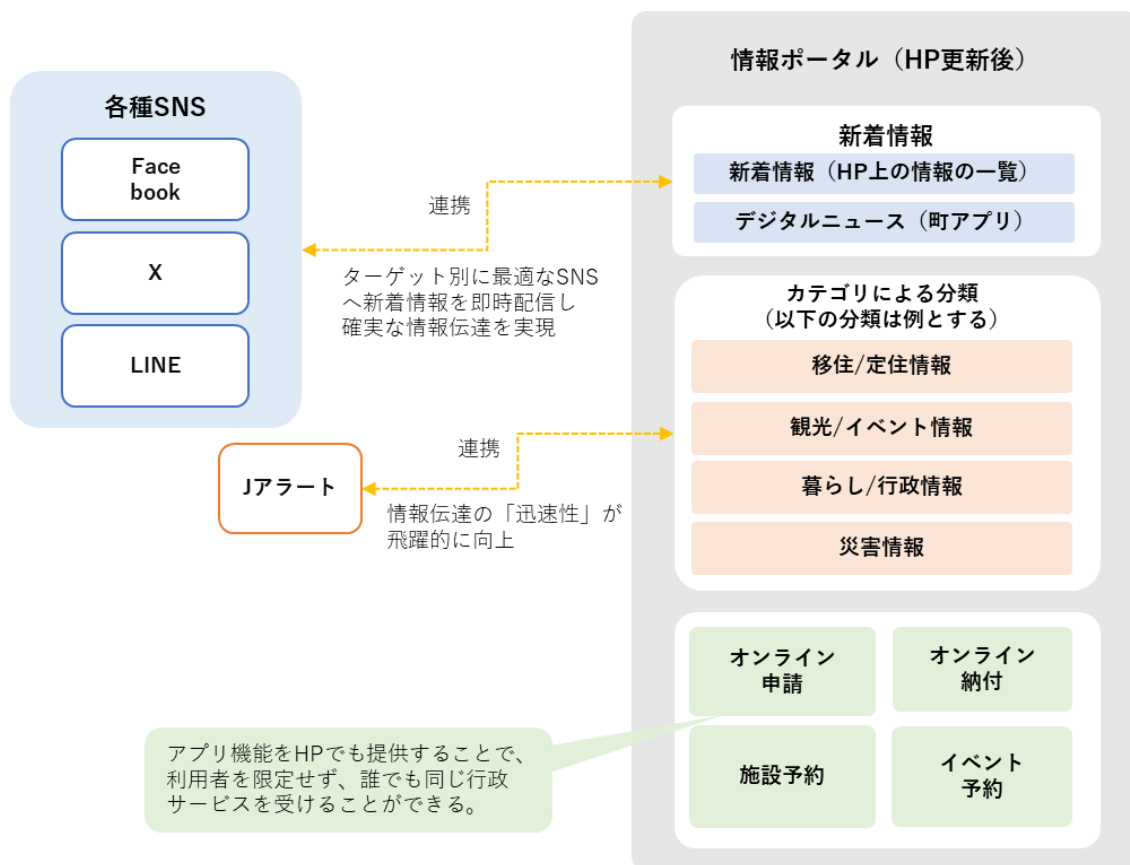 各種SNS
Face
book
X
LINE
連携
ターゲット別に最適なSNS
へ新着情報を即時配信し
確実な情報伝達を実現
Jアラート
連携
情報伝達の「迅速性」が
飛躍的に向上
情報ポータル（HP更新後）
新着情報
新着情報（HP上の情報の一覧）
デジタルニュース（町アプリ）
カテゴリによる分類
（以下の分類は例とする）
移住/定住情報
観光/イベント情報
暮らし/行政情報
災害情報
オンライン
申請
オンライン
納付
施設予約
イベント
予約
アプリ機能をHPでも提供することで、
利用者を限定せず、誰でも同じ行政
サービスを受けることができる。